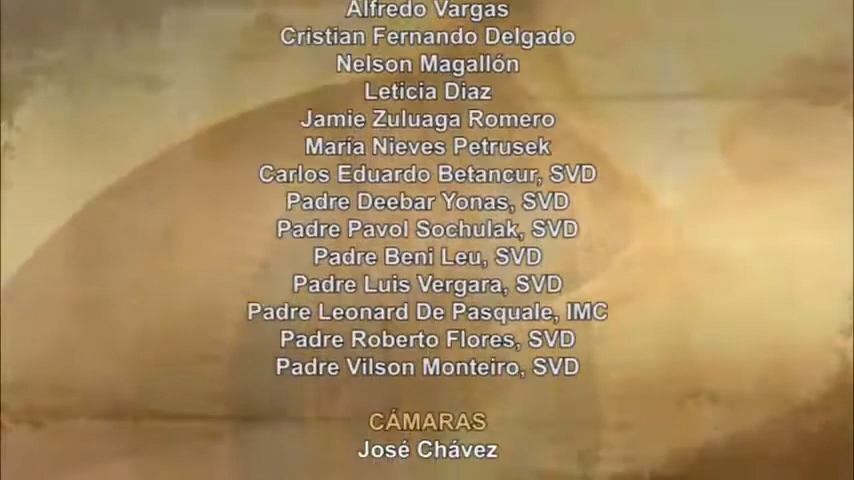 Alfredo Vargas
Cristian Fernando Delgado
Nelson Magallón
Leticia Diaz
Jamie Zuluaga Romero
María Nieves Petrusek
Carlos Eduardo Betancur, SVD
Padre Deebar Yonas, SVD
Padre Pavol Sochulak, SVD
Padre Beni Leu, SVD
Padre Luis Vergara, SVD
Padre Leonard De Pasquale, IMC
Padre Roberto Flores, SVD
Padre Vilson Monteiro, SVD
CÁMARAS
José Chávez